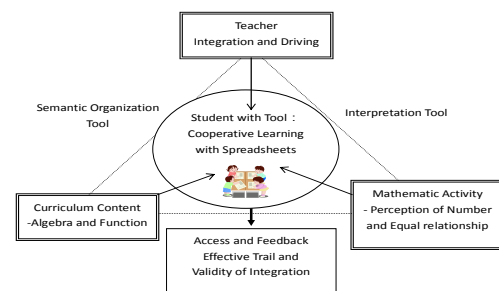 Teacher
Integration and Driving
Semantic Organization
Tool
Interpretation Tool
Student with Tool：
Cooperative Learning
with Spreadsheets
Curriculum Content
-Algebra and Function
Mathematic Activity
- Perception of Number
and Equal relationship
Access and Feedback
Effective Trail and
Validity of Integration